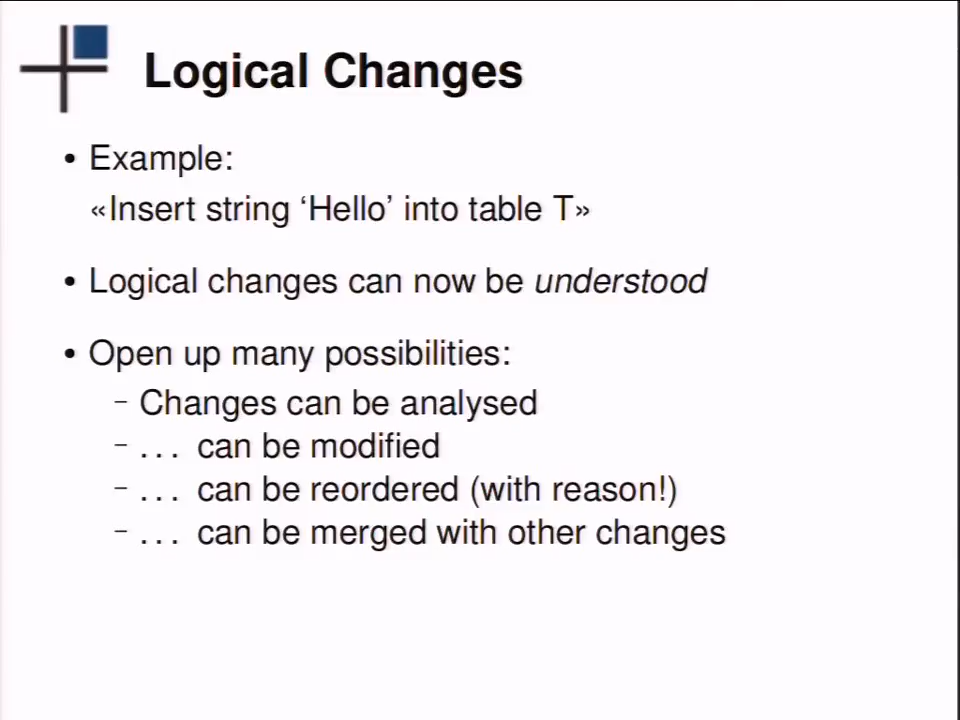 Logical Changes
• Example:
«Insert string ‘Hello’ into table T»
• Logical changes can now be understood
• Open up many possibilities:
– Changes can be analysed
– . . . can be modified
– . . . can be reordered (with reason!)
– . . . can be merged with other changes